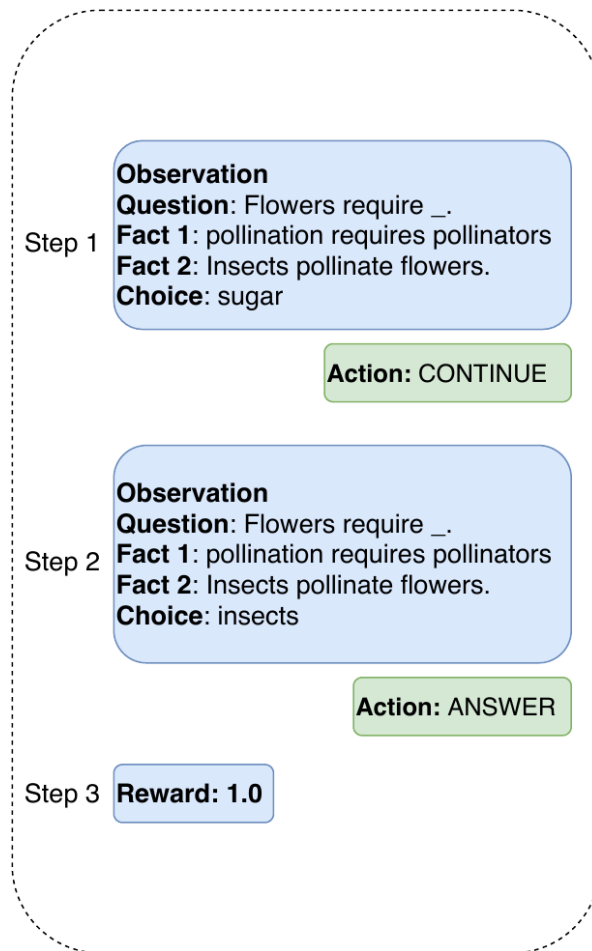 Step 1
Observation
Question: Flowers require _.
Fact 1: pollination requires pollinators
Fact 2: Insects pollinate flowers.
Choice: sugar
Action: CONTINUE
Step 2
Observation
Question: Flowers require _.
Fact 1: pollination requires pollinators
Fact 2: Insects pollinate flowers.
Choice: insects
Action: ANSWER
Step 3
Reward: 1.0